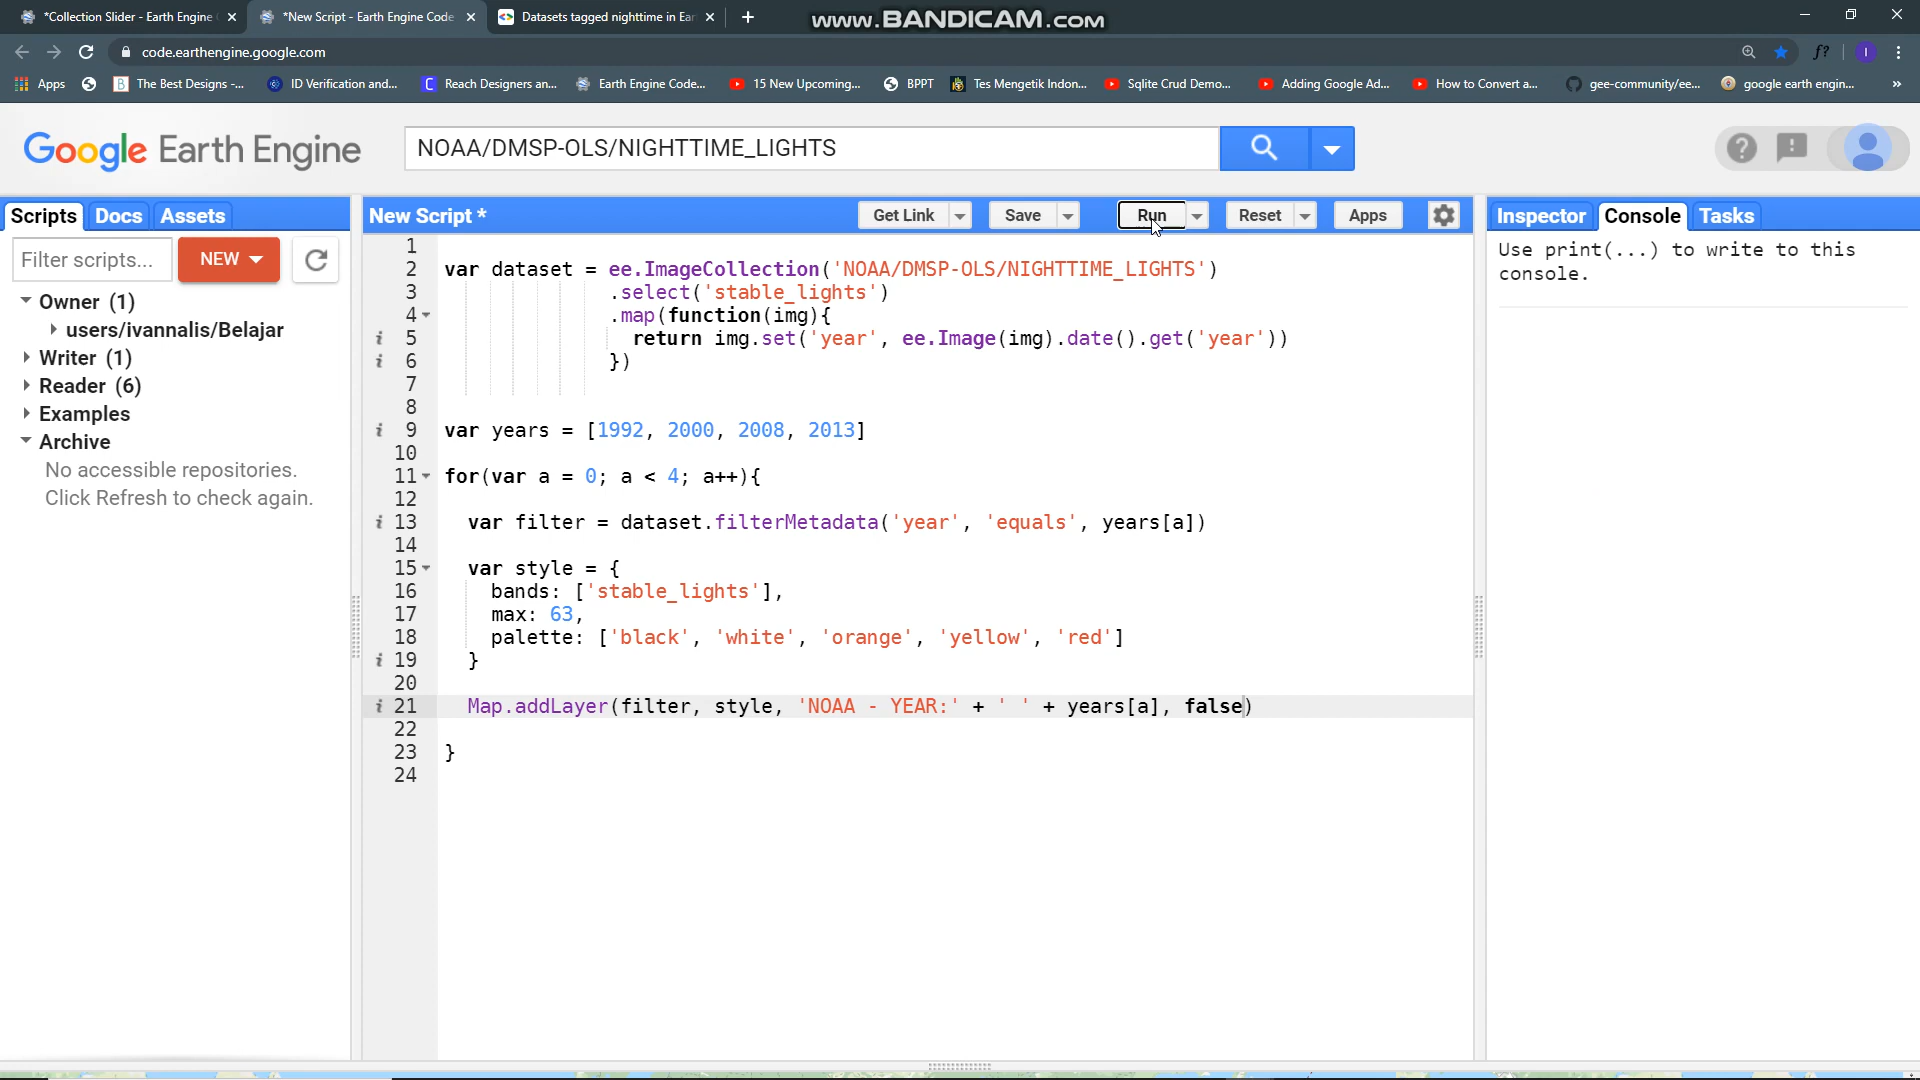 *Collection Slider - Earth Engine
*New Script - Earth Engine Code
Datasets tagged nighttime in Ear
www.BANDICAM.com
code.earthengine.google.com
Apps
The Best Designs -...
ID Verification and...
Reach Designers an...
Earth Engine Code...
15 New Upcoming...
BPPT
Tes Mengetik Indon...
Sqlite Crud Demo...
Adding Google Ad...
How to Convert a...
gee-community/ee...
google earth engin...
»
f?
I
Google Earth Engine
NOAA/DMSP-OLS/NIGHTTIME_LIGHTS
Scripts
Docs
Assets
Filter scripts...
NEW
Owner (1)
users/ivannalis/Belajar
Writer (1)
Reader (6)
Examples
Archive
No accessible repositories.
Click Refresh to check again.
New Script *
Get Link
Save
Run
Reset
Apps
1
2 var dataset = ee.ImageCollection('NOAA/DMSP-OLS/NIGHTTIME_LIGHTS')
3 .select('stable_lights')
4 .map(function(img){
i 5 return img.set('year', ee.Image(img).date().get('year'))
i 6 })
7
8
i 9 var years = [1992, 2000, 2008, 2013]
10
11 for(var a = 0; a < 4; a++){
12
i 13 var filter = dataset.filterMetadata('year', 'equals', years[a])
14
15 var style = {
16 bands: ['stable_lights'],
17 max: 63,
18 palette: ['black', 'white', 'orange', 'yellow', 'red']
i 19 }
20
i 21 Map.addLayer(filter, style, 'NOAA - YEAR:' + ' ' + years[a], false)
22
23 }
24
Inspector
Console
Tasks
Use print(...) to write to this
console.